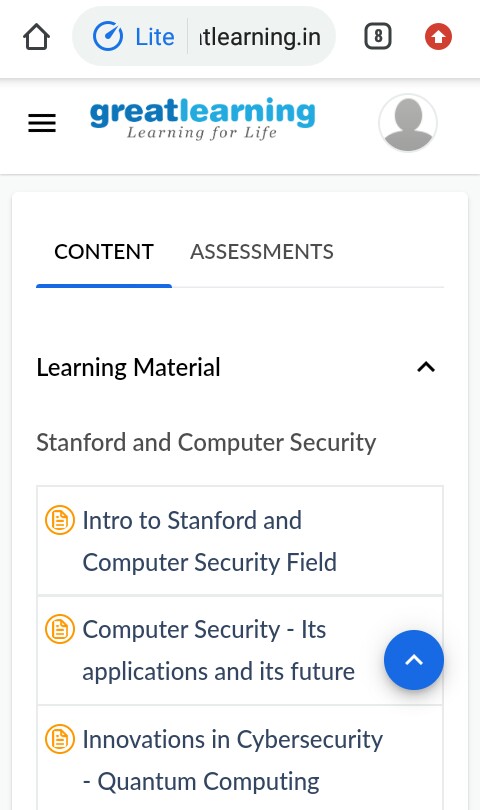 Lite
tlearning.in
8
greatlearning
Learning for Life
CONTENT
ASSESSMENTS
Learning Material
Stanford and Computer Security
Intro to Stanford and
Computer Security Field
Computer Security - Its
applications and its future
Innovations in Cybersecurity
- Quantum Computing